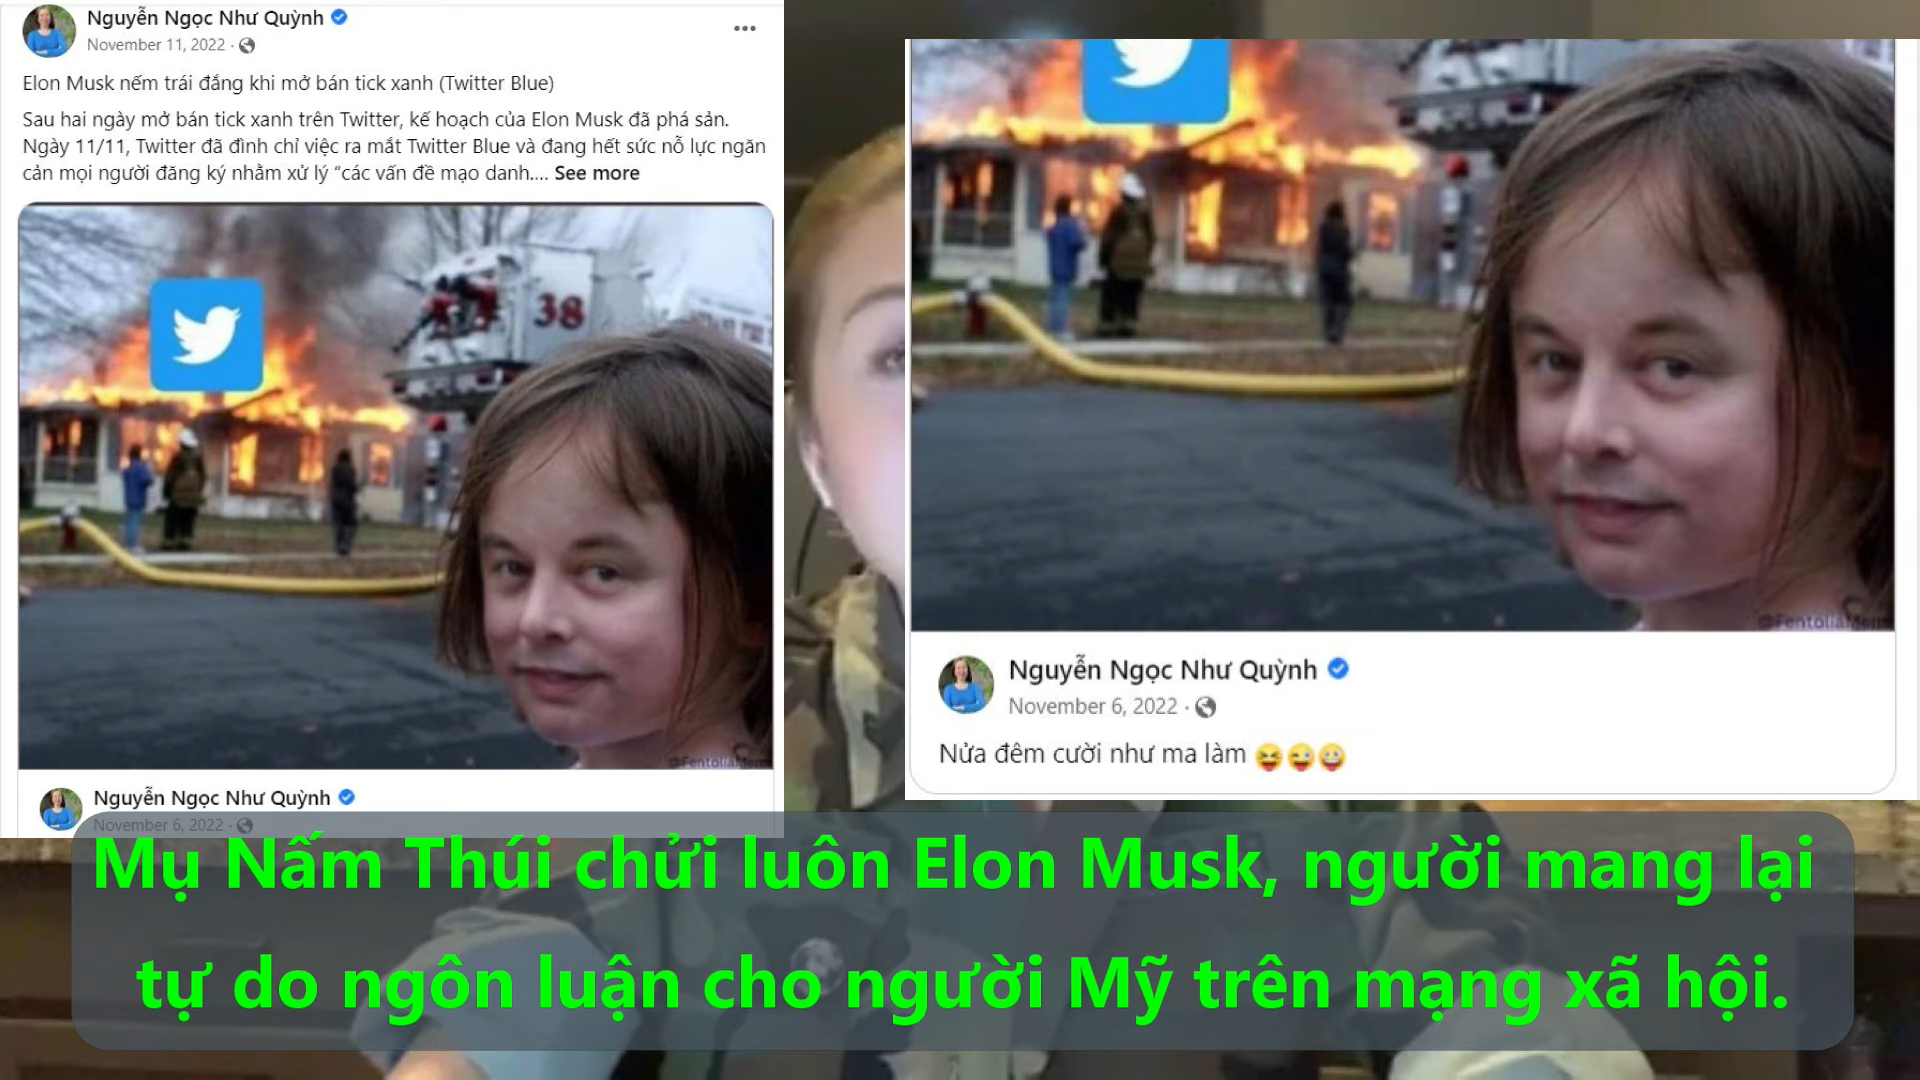 Nguyễn Ngọc Như Quỳnh
November 11, 2022 ·
Elon Musk nếm trái đắng khi mở bán tick xanh (Twitter Blue)
Sau hai ngày mở bán tick xanh trên Twitter, kế hoạch của Elon Musk đã phá sản.
Ngày 11/11, Twitter đã đình chỉ việc ra mắt Twitter Blue và đang hết sức nỗ lực ngăn
cản mọi người đăng ký nhằm xử lý “các vấn đề mạo danh.... See more
38
Nguyễn Ngọc Như Quỳnh
November 6, 2022 ·
Nguyễn Ngọc Như Quỳnh
November 6, 2022 ·
Nửa đêm cười như ma làm 😝😜🤪
Mụ Nấm Thúi chửi luôn Elon Musk, người mang lại
tự do ngôn luận cho người Mỹ trên mạng xã hội.